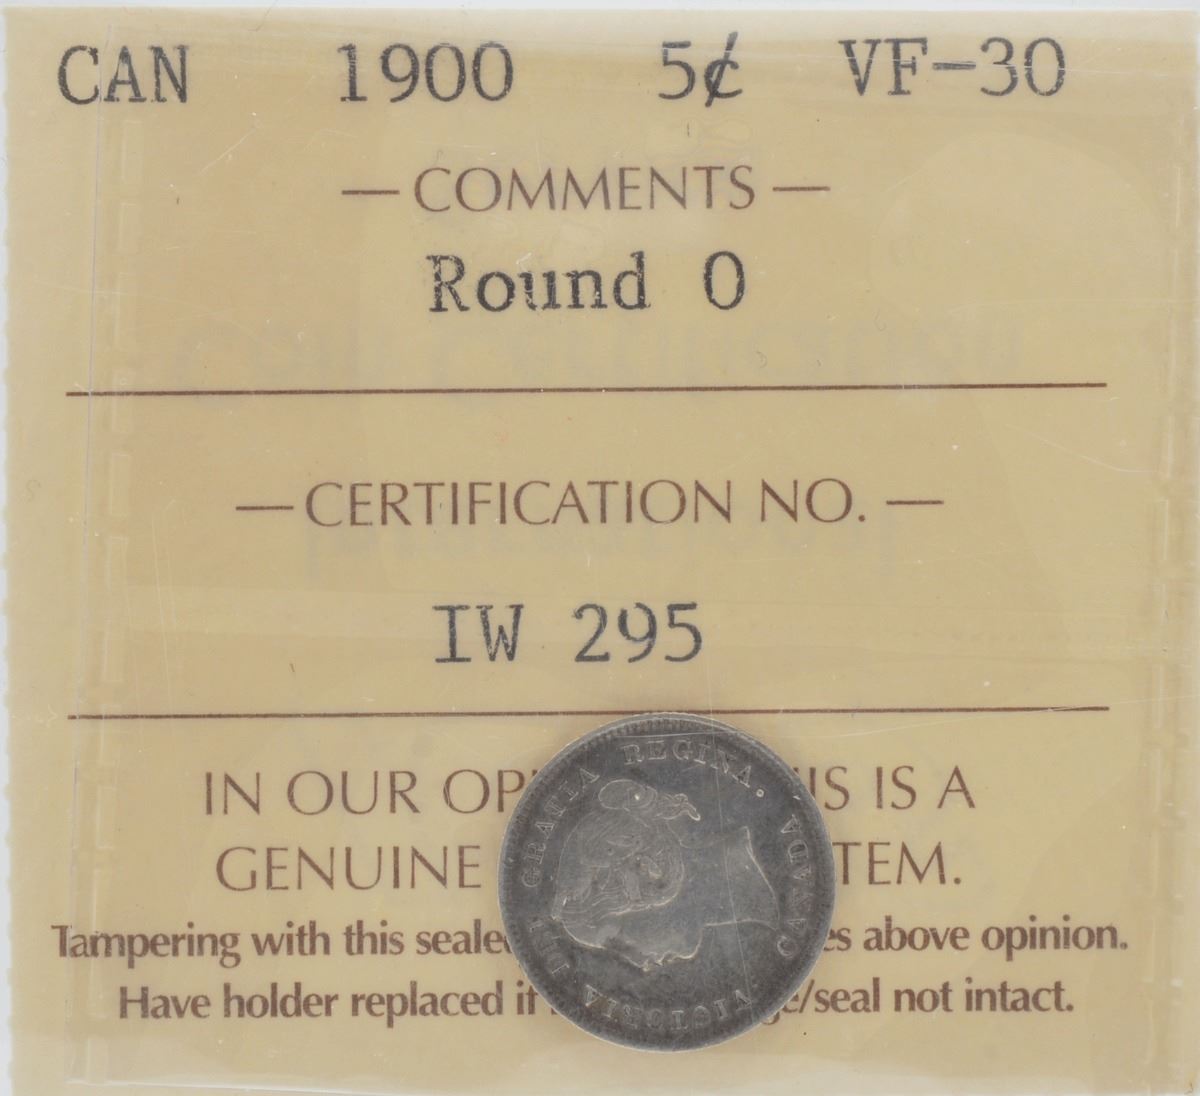 CAN 1900 5¢ VF-30
— COMMENTS —
Round 0
— CERTIFICATION NO. —
IW 295
IN OUR OP IS IS A
GENUINE TEM.
Tampering with this seale es above opinion.
Have holder replaced if e/seal not intact.
VICTORIA DEI GRATIA REGINA. CANADA